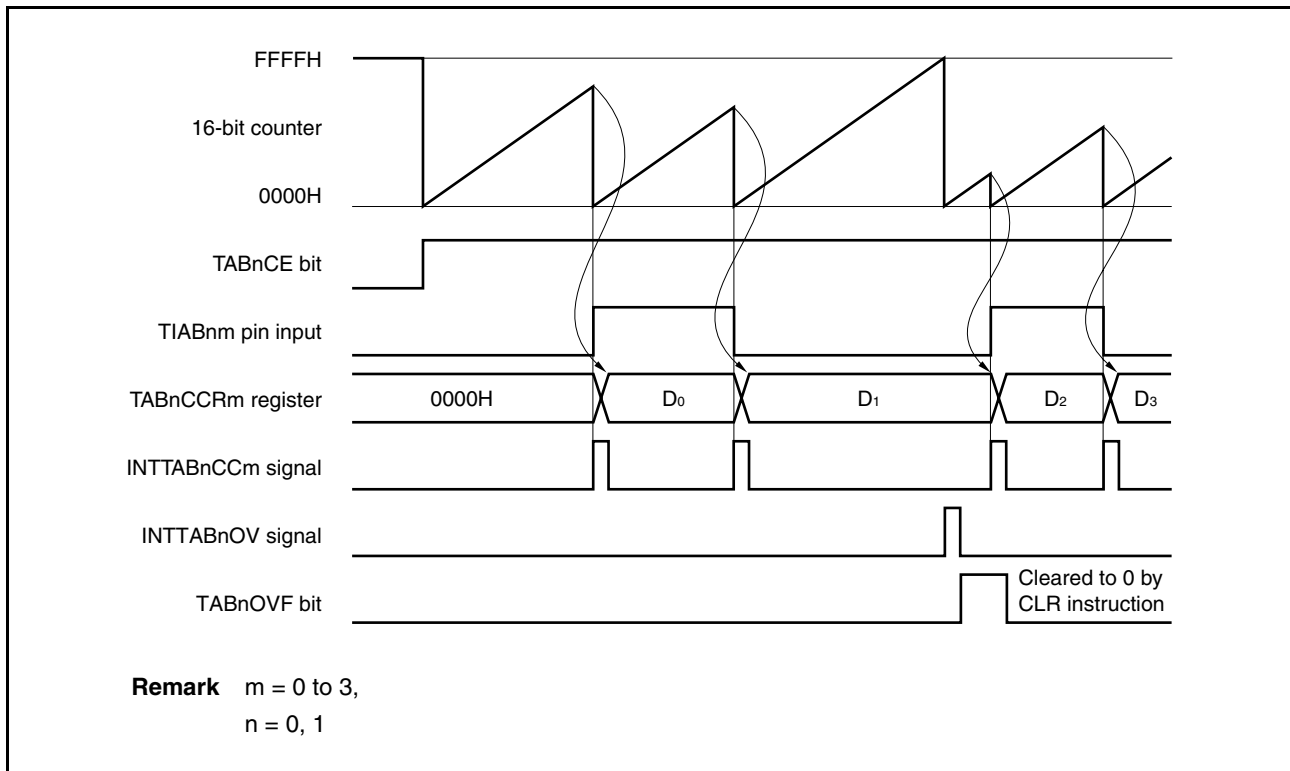 FFFFH
16-bit counter
0000H
TABnCE bit
TIABnm pin input
TABnCCRm register
0000H D0 D1 D2 D3
INTTABnCCm signal
INTTABnOV signal
TABnOVF bit
Cleared to 0 by
CLR instruction
Remark m = 0 to 3,
n = 0, 1